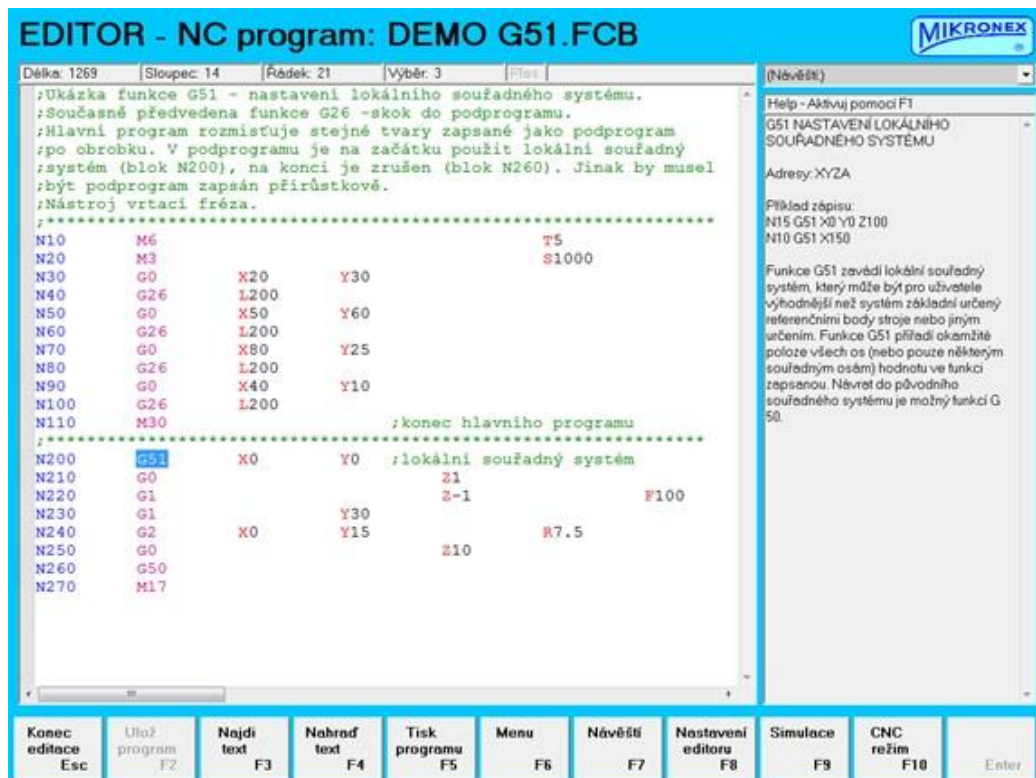 EDITOR - NC program: DEMO G51.FCB
MIKRONEX
Délka: 1269 Sloupec: 14 Řádek: 21 Výběr: 3 Přes
;Ukázka funkce G51 - nastavení lokálního souřadného systému.
;Současně předvedena funkce G26 -skok do podprogramu.
;Hlavní program rozmisťuje stejné tvary zapsané jako podprogram
;po obrobku. V podprogramu je na začátku použit lokální souřadný
;systém (blok N200), na konci je zrušen (blok N260). Jinak by musel
;být podprogram zapsán přírůstkově.
;Nástroj vrtací fréza.
N10 M6 T5
N20 M3 S1000
N30 G0 X20 Y30
N40 G26 L200
N50 G0 X50 Y60
N60 G26 L200
N70 G0 X80 Y25
N80 G26 L200
N90 G0 X40 Y10
N100 G26 L200
N110 M30 ;konec hlavního programu
N200 G51 X0 Y0 ;lokální souřadný systém
N210 G0 Z1
N220 G1 Z-1 F100
N230 G1 Y30
N240 G2 X0 Y15 R7.5
N250 G0 Z10
N260 G50
N270 M17
(Návěští:)
Help - Aktivuj pomocí F1
G51 NASTAVENÍ LOKÁLNÍHO
SOUŘADNÉHO SYSTÉMU
Adresy: XYZA
Příklad zápisu:
N15 G51 X0 Y0 Z100
N10 G51 X150
Funkce G51 zavádí lokální souřadný
systém, který může být pro uživatele
výhodnější než systém základní určený
referenčními body stroje nebo jiným
určením. Funkce G51 přiřadí okamžité
poloze všech os (nebo pouze některým
souřadným osám) hodnotu ve funkci
zapsanou. Návrat do původního
souřadného systému je možný funkcí G
50.
Konec editace Esc
Ulož program F2
Najdi text F3
Nahraď text F4
Tisk programu F5
Menu F6
Návěští F7
Nastavení editoru F8
Simulace F9
CNC režim F10
Enter